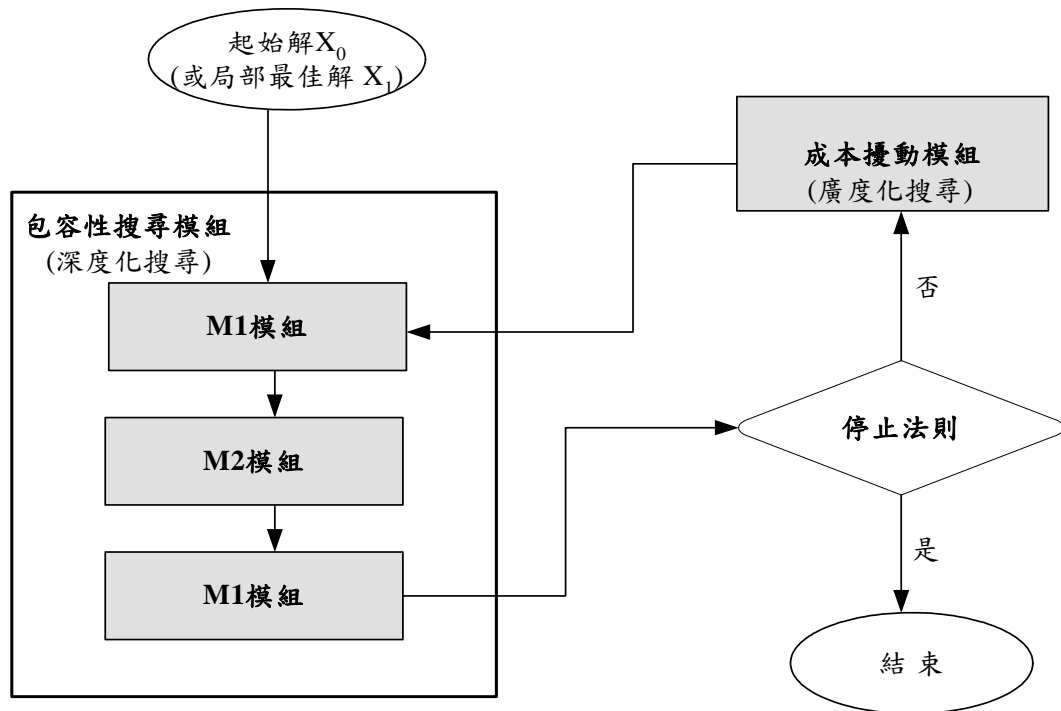 起始解X₀
(或局部最佳解 X₁)
包容性搜尋模組
(深度化搜尋)
M1模組
M2模組
M1模組
成本擾動模組
(廣度化搜尋)
否
停止法則
是
結 束